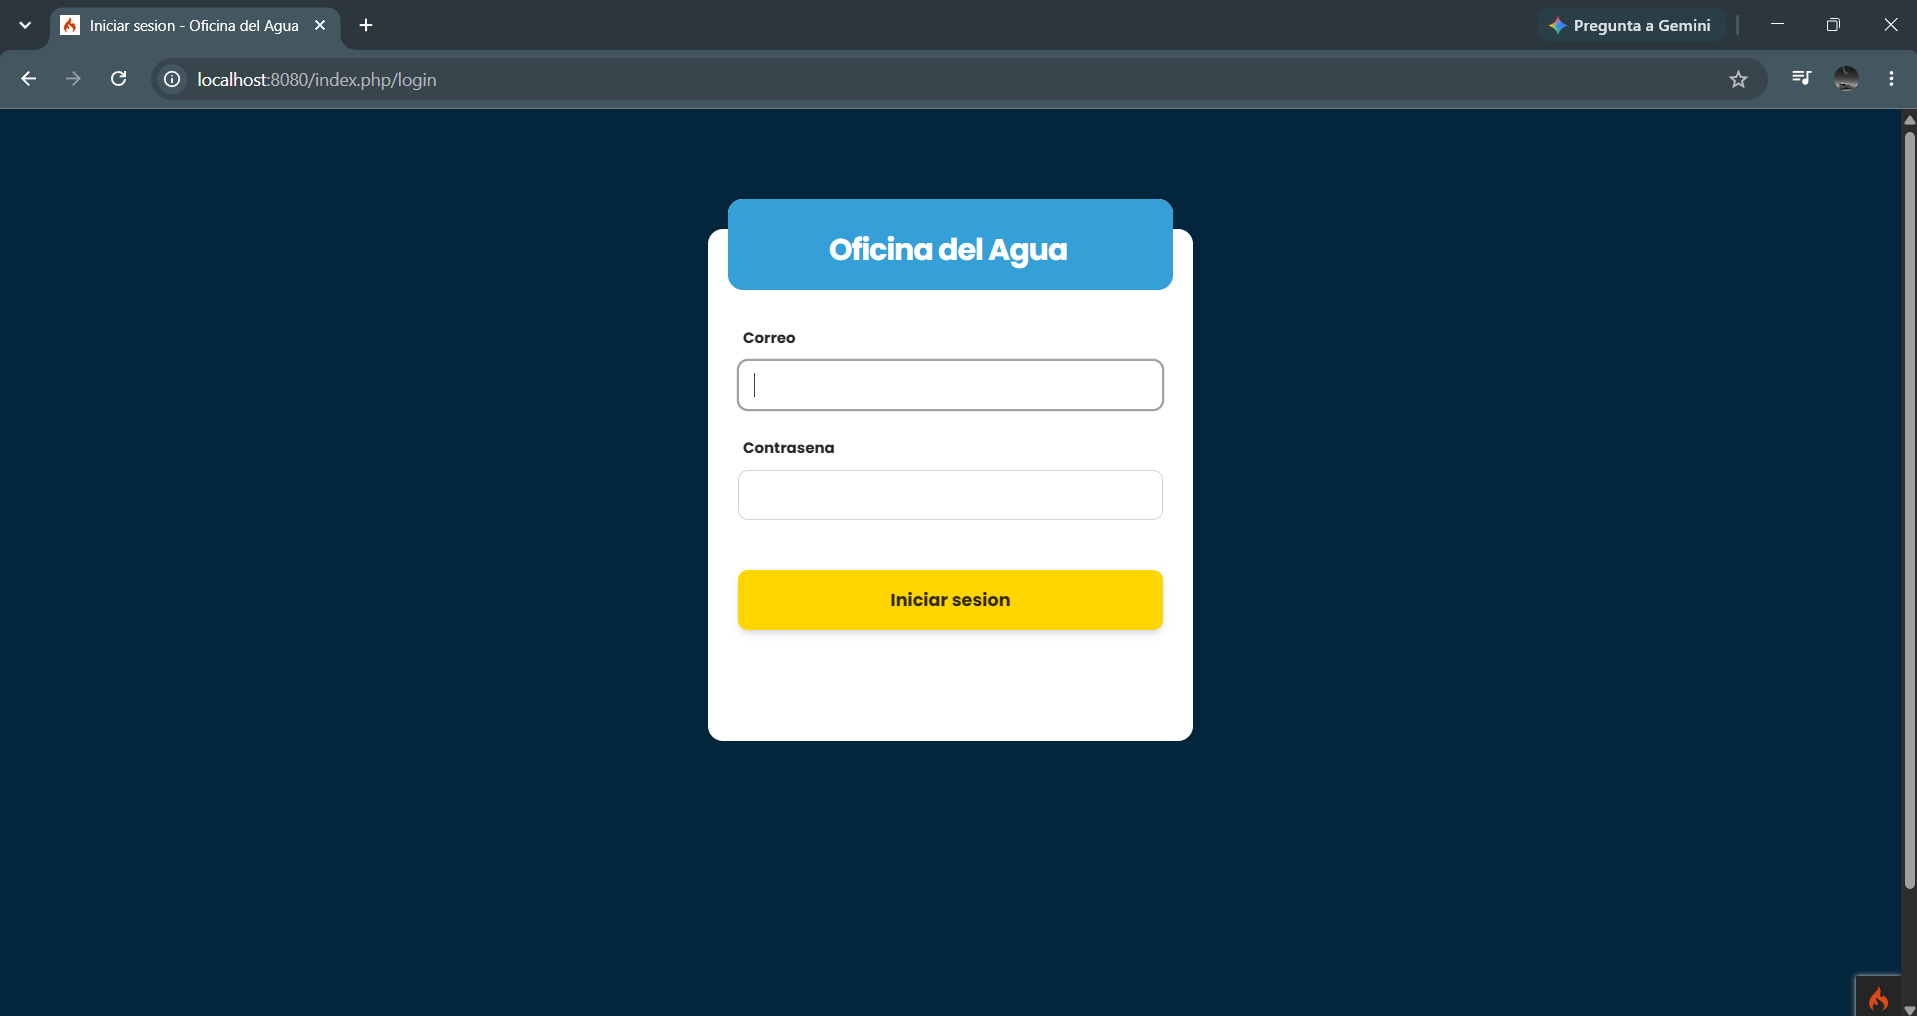 Iniciar sesion - Oficina del Agua
Pregunta a Gemini
localhost:8080/index.php/login
Oficina del Agua
Correo
Contrasena
Iniciar sesion